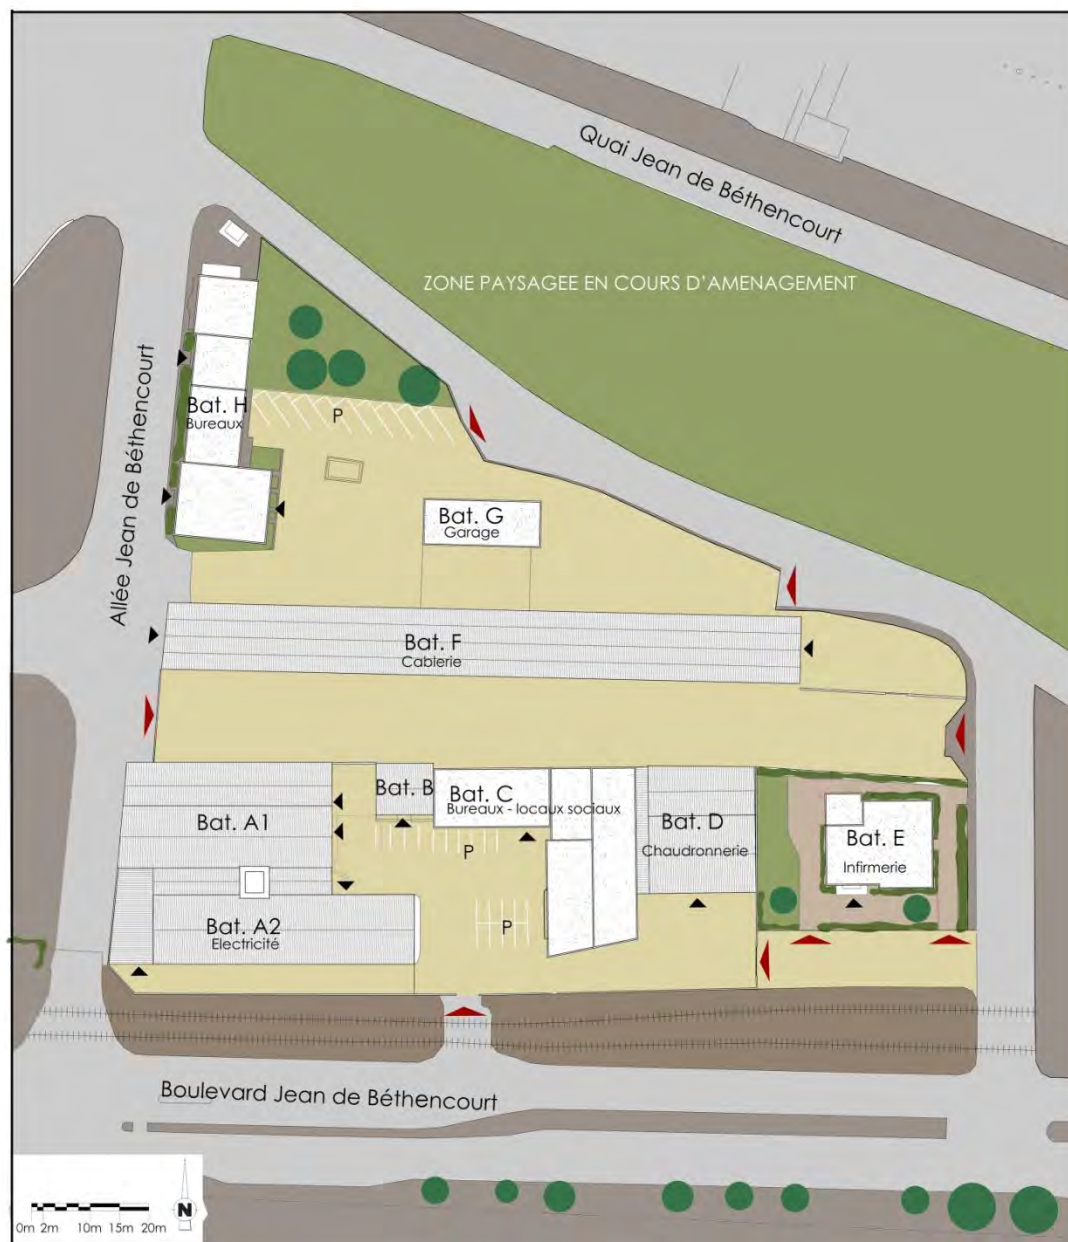 Quai Jean de Béthencourt
ZONE PAYSAGEE EN COURS D'AMENAGEMENT
Allée Jean de Béthencourt
Bat. H
Bureaux
P
Bat. G
Garage
Bat. F
Cablerie
Bat. B
Bat. C
Bureaux - locaux sociaux
Bat. A1
P
Bat. D
Chaudronnerie
Bat. E
Infirmerie
Bat. A2
Electricité
P
Boulevard Jean de Béthencourt
N
0m 2m 10m 15m 20m